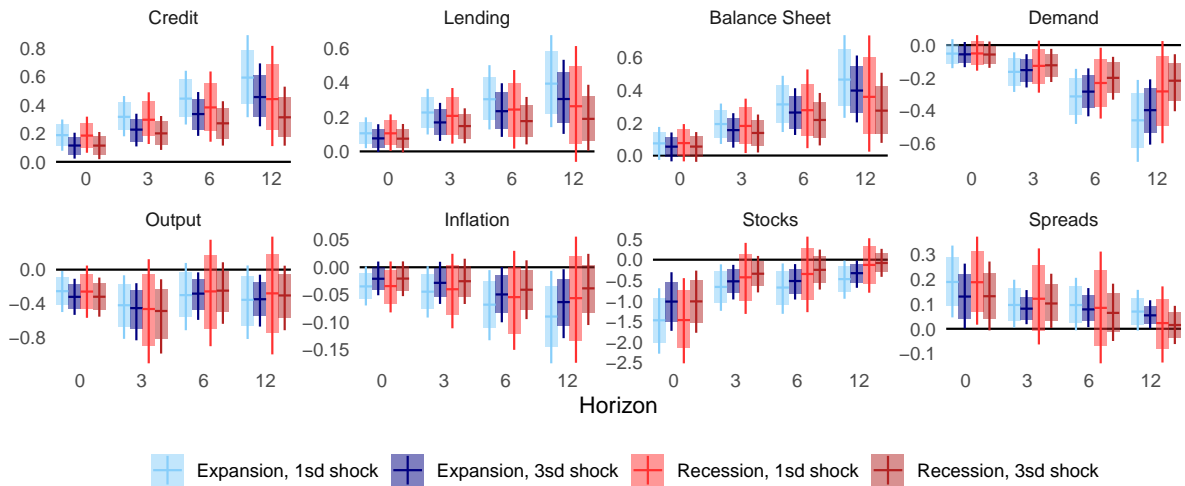 Credit
Lending
Balance Sheet
Demand
0.8
0.6
0.4
0.2
0.0
0 3 6 12
0.6
0.4
0.2
0.0
0 3 6 12
0.6
0.4
0.2
0.0
0 3 6 12
0.0
−0.2
−0.4
−0.6
0 3 6 12
Output
Inflation
Stocks
Spreads
0.0
−0.4
−0.8
0 3 6 12
0.05
0.00
−0.05
−0.10
−0.15
0 3 6 12
0.5
0.0
−0.5
−1.0
−1.5
−2.0
−2.5
0 3 6 12
0.3
0.2
0.1
0.0
−0.1
0 3 6 12
Horizon
Expansion, 1sd shock
Expansion, 3sd shock
Recession, 1sd shock
Recession, 3sd shock